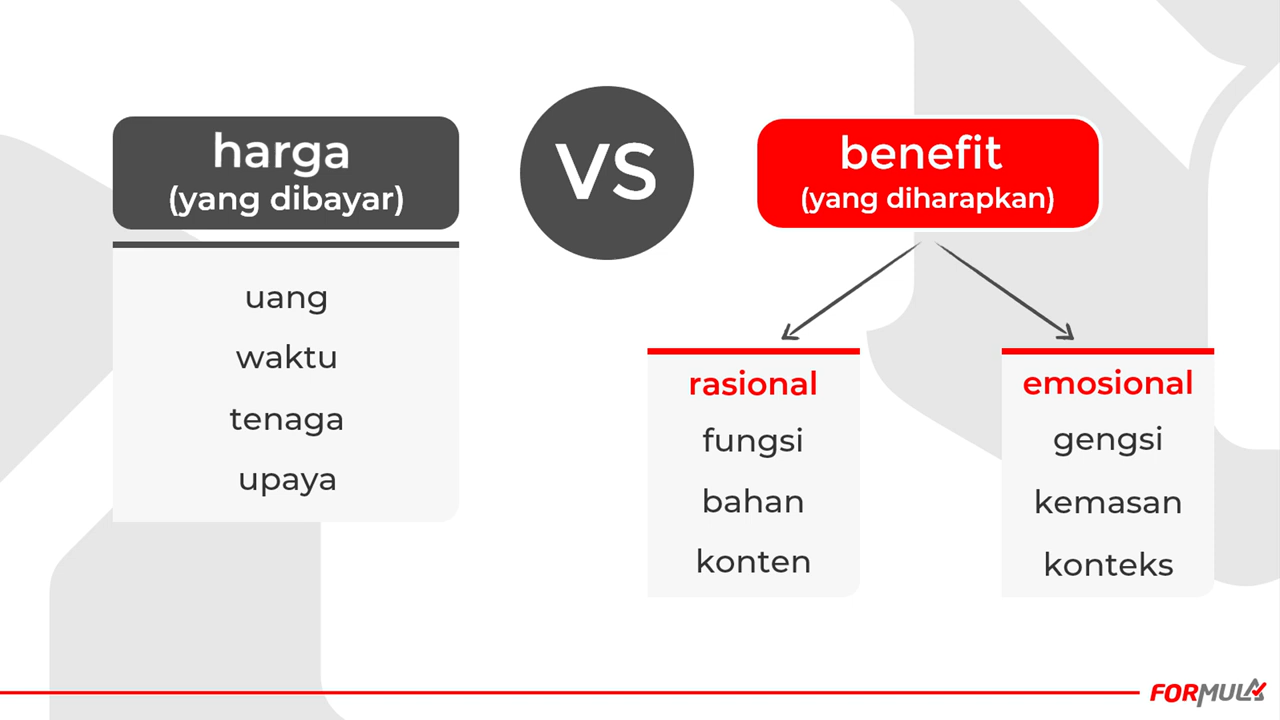 harga
(yang dibayar)
uang
waktu
tenaga
upaya
VS
benefit
(yang diharapkan)
rasional
fungsi
bahan
konten
emosional
gengsi
kemasan
konteks
FORMULA